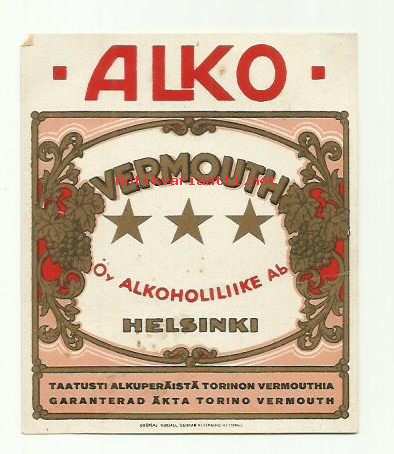 · ALKO ·
VERMOUTH
OY ALKOHOLILIIKE AB
HELSINKI
TAATUSTI ALKUPERÄISTÄ TORINON VERMOUTHIA
GARANTERAD ÄKTA TORINO VERMOUTH